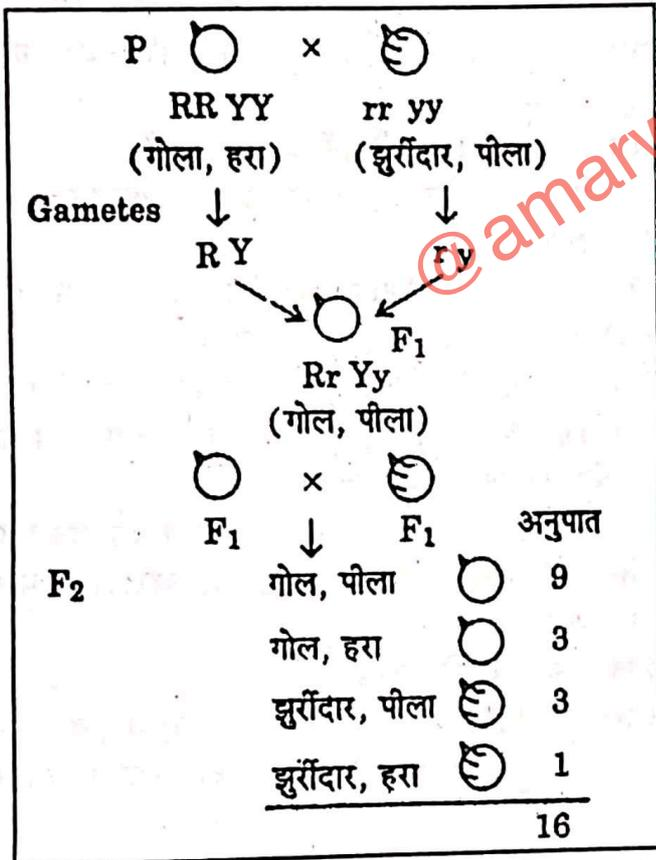 P × 
RR YY rr yy
(गोला, हरा) (झुर्रीदार, पीला)
Gametes ↓ ↓
R Y r y
F₁
Rr Yy
(गोल, पीला)
×
F₁ ↓ F₁ अनुपात
F₂ गोल, पीला 9
गोल, हरा 3
झुर्रीदार, पीला 3
झुर्रीदार, हरा 1
16
@amarv